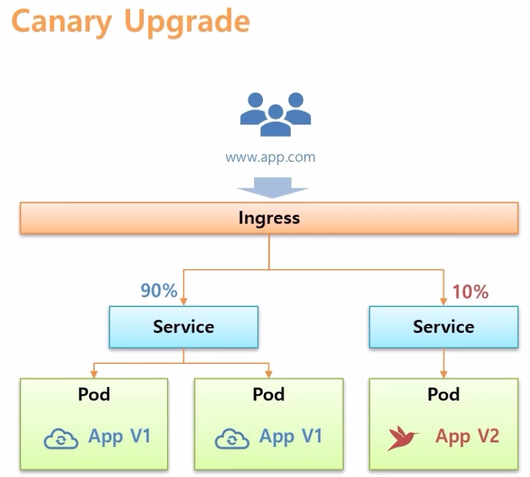 Canary Upgrade
www.app.com
Ingress
90%
10%
Service
Service
Pod
Pod
Pod
App V1
App V1
App V2